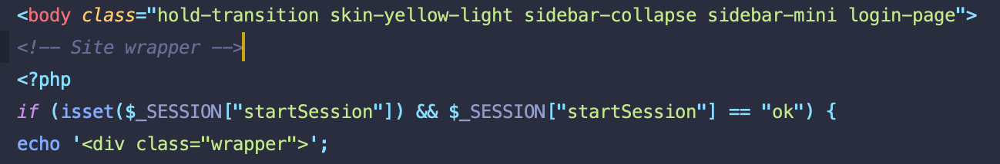 <body class="hold-transition skin-yellow-light sidebar-collapse sidebar-mini login-page">
<!-- Site wrapper -->
<?php
if (isset($_SESSION["startSession"]) && $_SESSION["startSession"] == "ok") {
echo '<div class="wrapper">';